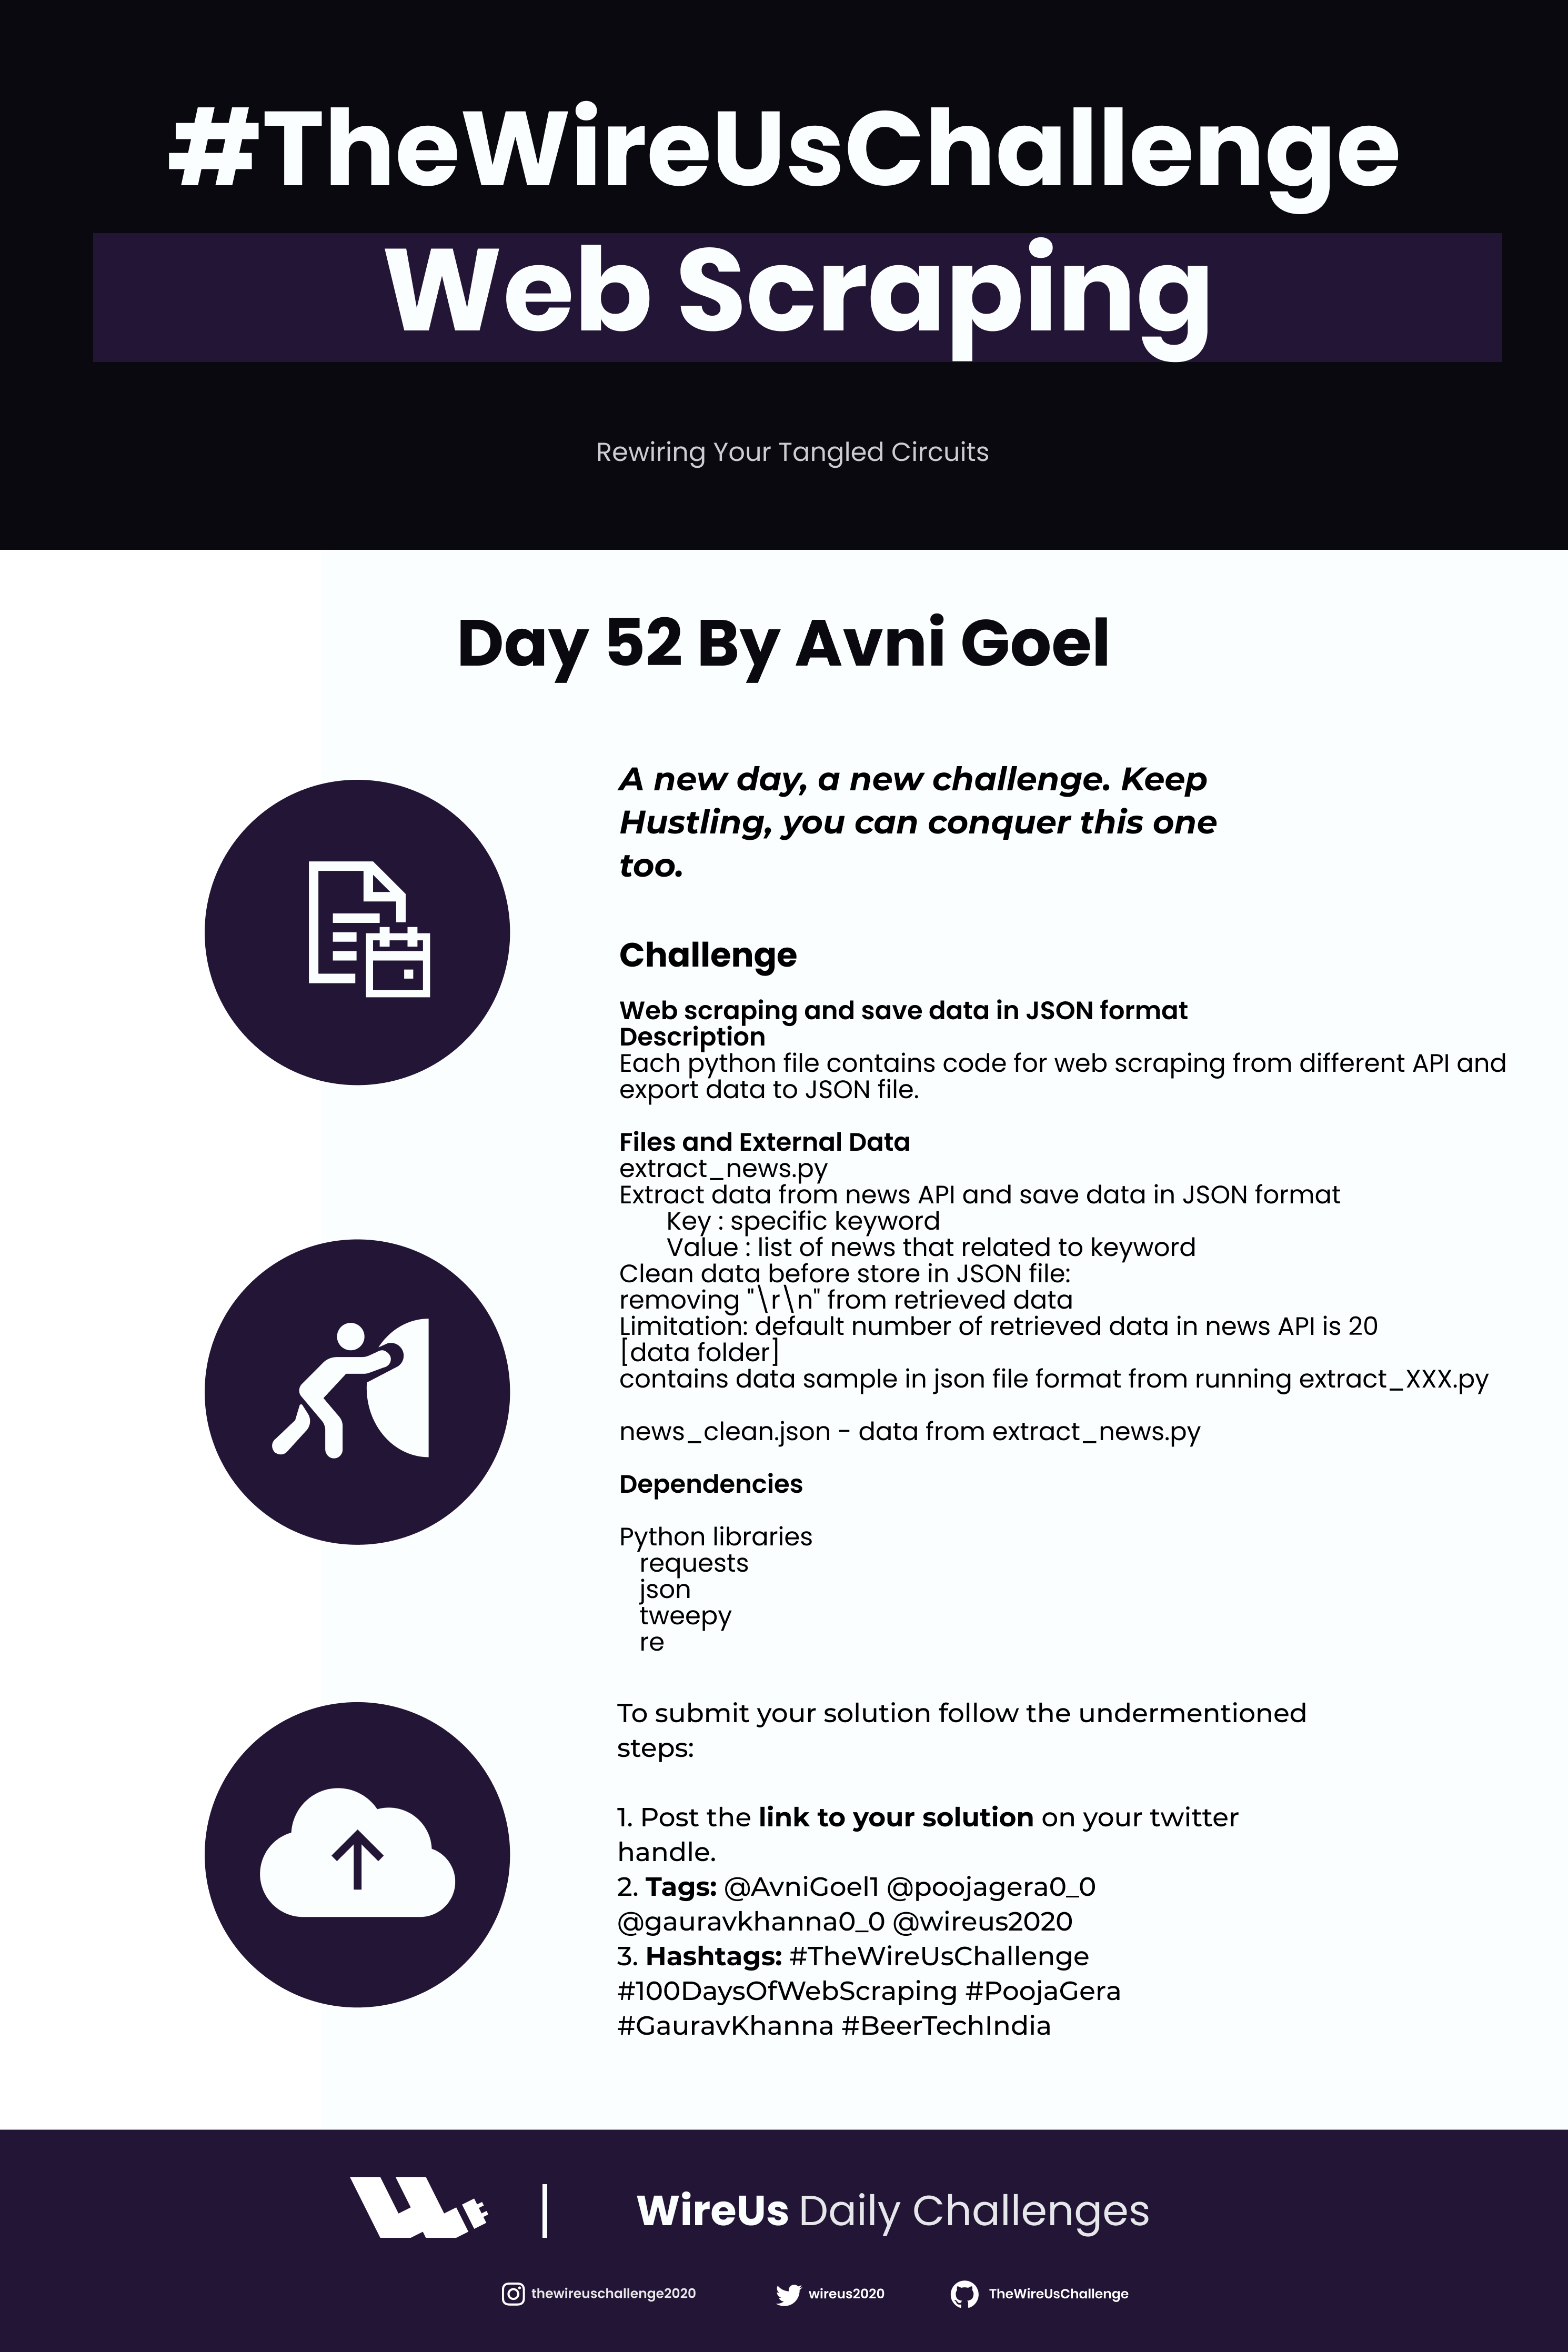 #TheWireUsChallenge
Web Scraping
Rewiring Your Tangled Circuits
Day 52 By Avni Goel
A new day, a new challenge. Keep
Hustling, you can conquer this one
too.
Challenge
Web scraping and save data in JSON format
Description
Each python file contains code for web scraping from different API and
export data to JSON file.
Files and External Data
extract_news.py
Extract data from news API and save data in JSON format
Key : specific keyword
Value : list of news that related to keyword
Clean data before store in JSON file:
removing "\r\n" from retrieved data
Limitation: default number of retrieved data in news API is 20
[data folder]
contains data sample in json file format from running extract_XXX.py
news_clean.json - data from extract_news.py
Dependencies
Python libraries
requests
json
tweepy
re
To submit your solution follow the undermentioned
steps:
1. Post the link to your solution on your twitter
handle.
2. Tags: @AvniGoel1 @poojagera0_0
@gauravkhanna0_0 @wireus2020
3. Hashtags: #TheWireUsChallenge
#100DaysOfWebScraping #PoojaGera
#GauravKhanna #BeerTechIndia
WireUs Daily Challenges
thewireuschallenge2020 wireus2020 TheWireUsChallenge